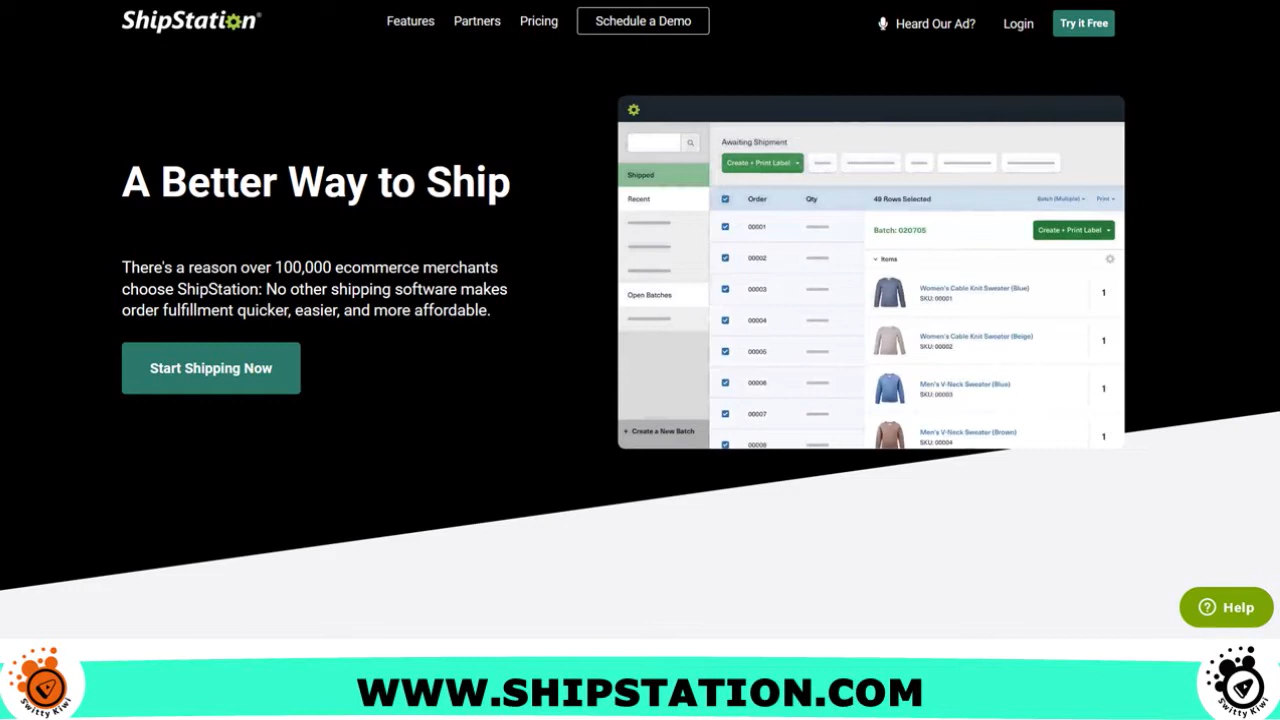 ShipStation®
Features
Partners
Pricing
Schedule a Demo
Heard Our Ad?
Login
Try it Free
A Better Way to Ship
There's a reason over 100,000 ecommerce merchants
choose ShipStation: No other shipping software makes
order fulfillment quicker, easier, and more affordable.
Start Shipping Now
Awaiting Shipment
Create + Print Label
Shipped
Recent
Open Batches
+ Create a New Batch
Order
Qty
00001
00002
00003
00004
00005
00006
00007
00008
49 Rows Selected
Batch (Multiple)
Print
Batch: 020705
Create + Print Label
Items
Women's Cable Knit Sweater (Blue)
SKU: 00001
1
Women's Cable Knit Sweater (Beige)
SKU: 00002
1
Men's V-Neck Sweater (Blue)
SKU: 00003
1
Men's V-Neck Sweater (Brown)
SKU: 00004
1
Help
WWW.SHIPSTATION.COM
Switty Kiwi
Switty Kiwi